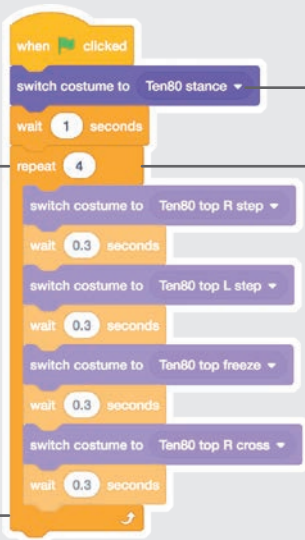 when clicked
switch costume to Ten80 stance
wait 1 seconds
repeat 4
switch costume to Ten80 top R step
wait 0.3 seconds
switch costume to Ten80 top L step
wait 0.3 seconds
switch costume to Ten80 top freeze
wait 0.3 seconds
switch costume to Ten80 top R cross
wait 0.3 seconds